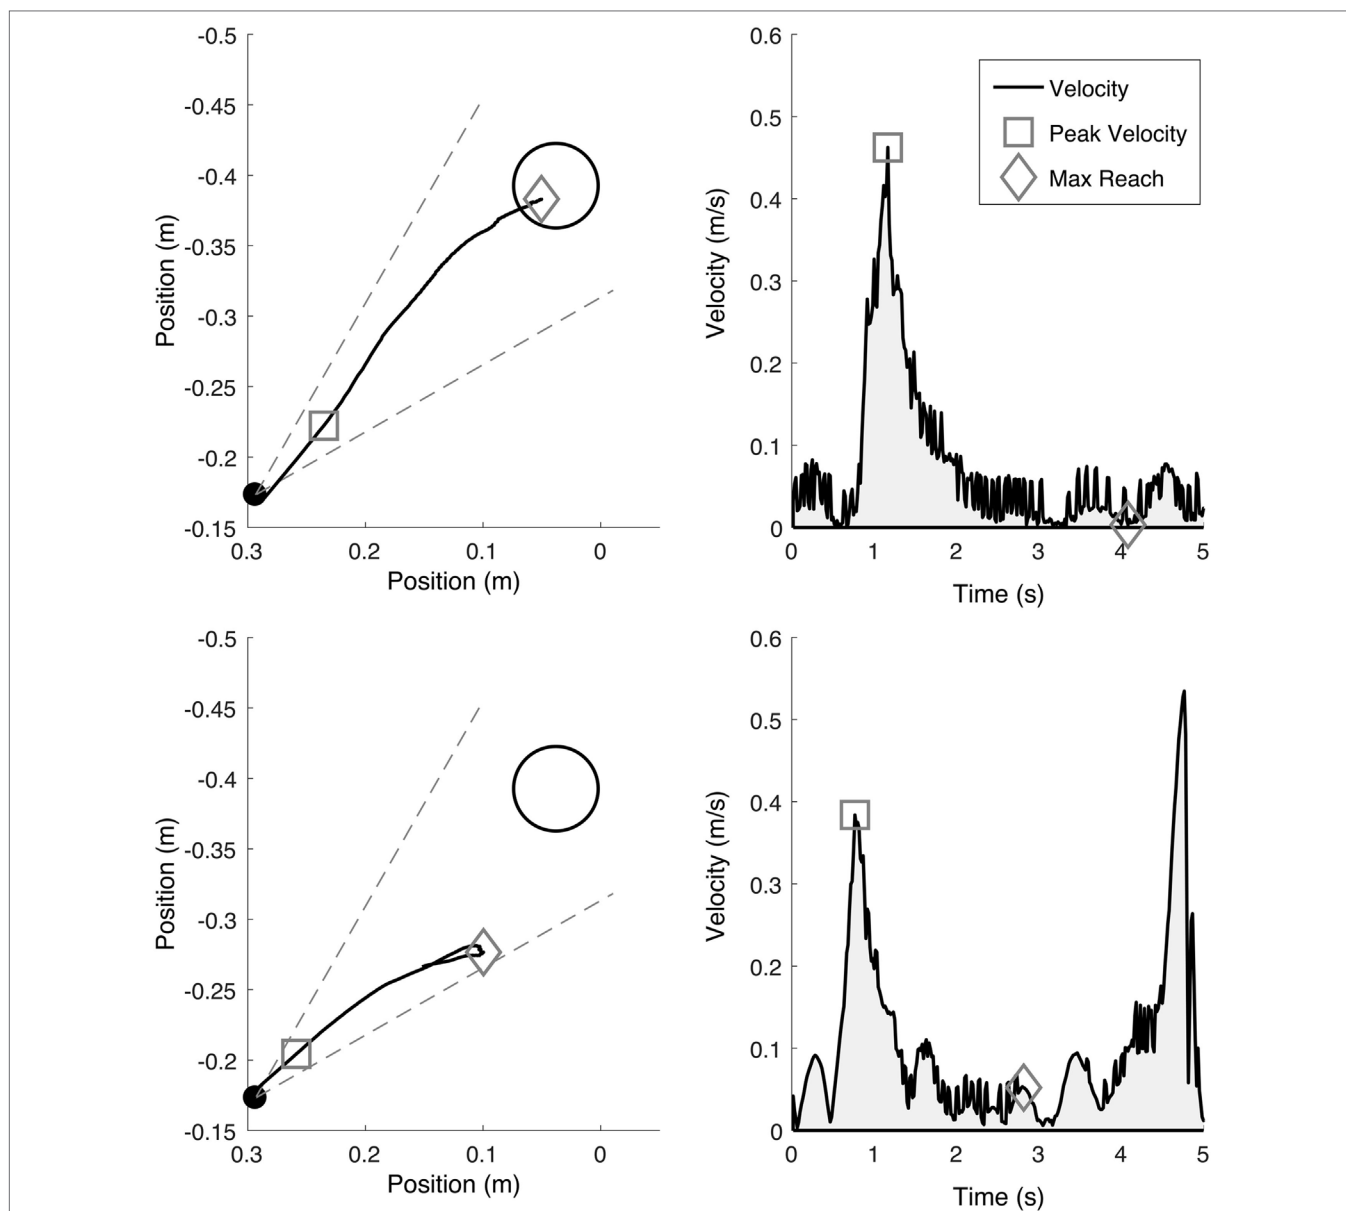 -0.5
-0.45
-0.4
-0.35
-0.3
-0.25
-0.2
-0.15
Position (m)
0.3 0.2 0.1 0
Position (m)
0.6
0.5
0.4
0.3
0.2
0.1
0
Velocity (m/s)
Velocity
Peak Velocity
Max Reach
0 1 2 3 4 5
Time (s)
-0.5
-0.45
-0.4
-0.35
-0.3
-0.25
-0.2
-0.15
Position (m)
0.3 0.2 0.1 0
Position (m)
0.6
0.5
0.4
0.3
0.2
0.1
0
Velocity (m/s)
0 1 2 3 4 5
Time (s)